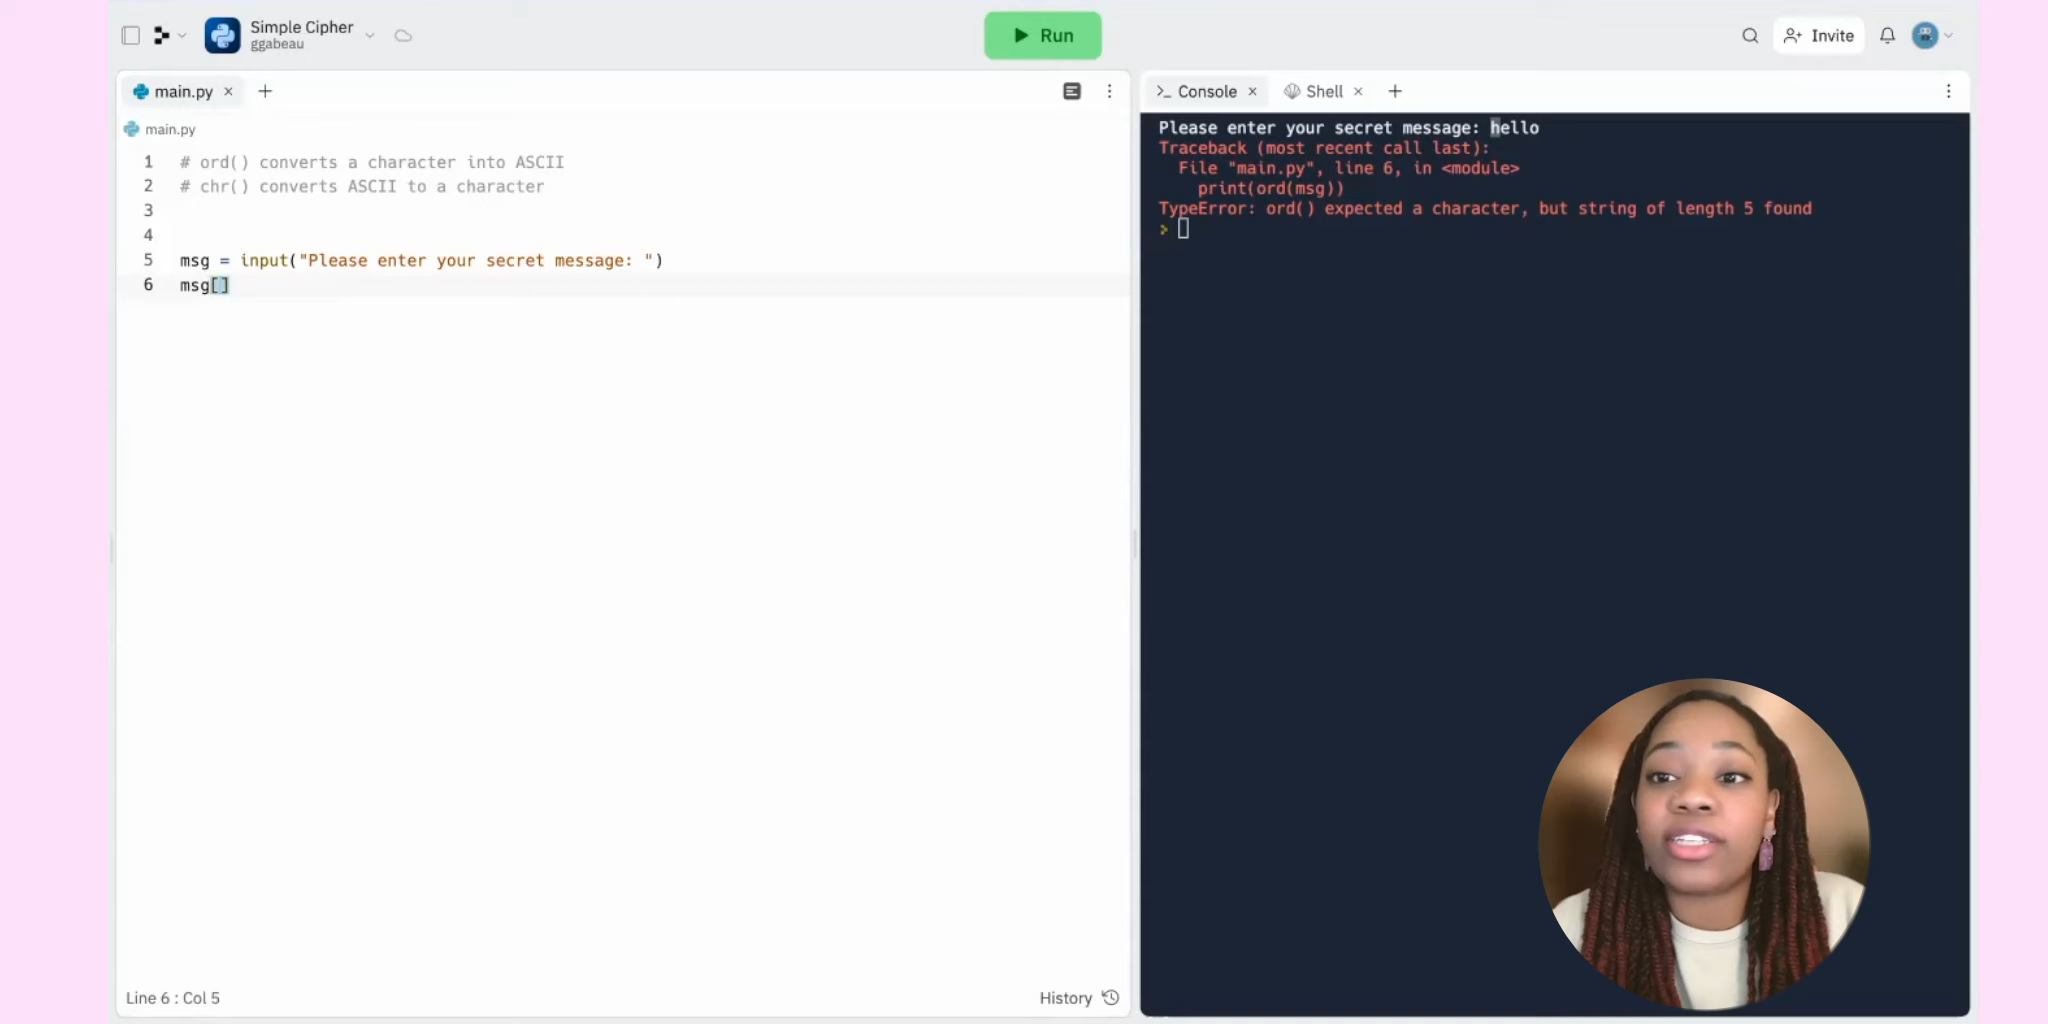 Simple Cipher
ggabeau
Run
Invite
main.py
Console
Shell
main.py
1 # ord() converts a character into ASCII
2 # chr() converts ASCII to a character
3
4
5 msg = input("Please enter your secret message: ")
6 msg[]
Line 6 : Col 5
History
Please enter your secret message: hello
Traceback (most recent call last):
File "main.py", line 6, in <module>
print(ord(msg))
TypeError: ord() expected a character, but string of length 5 found
>